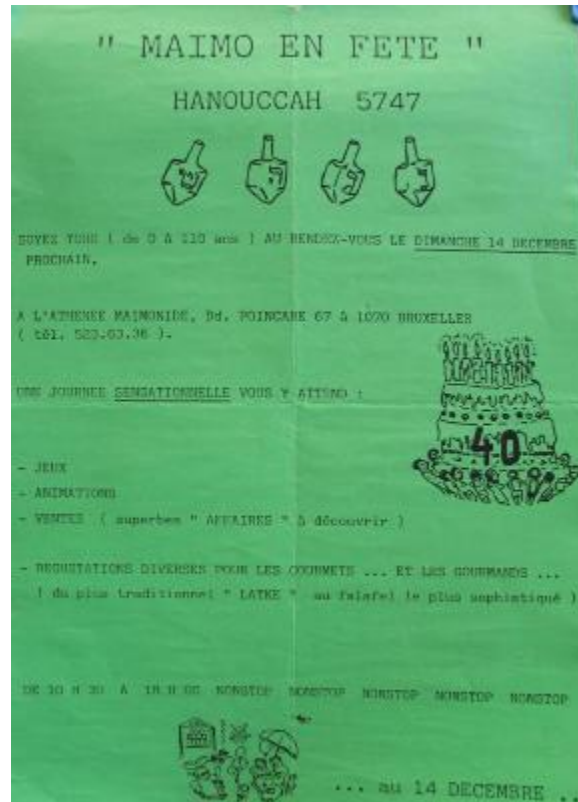 " MAIMO EN FETE "
HANOUCCAH 5747
SOYEZ TOUS ( de 0 à 110 ans ) AU RENDEZ-VOUS LE DIMANCHE 14 DECEMBRE
PROCHAIN,
A L'ATHENEE MAIMONIDE, Bd. POINCARE 67 à 1070 BRUXELLES
( tél. 523.63.36 ).
UNE JOURNEE SENSATIONNELLE VOUS Y ATTEND :
40
- JEUX
- ANIMATIONS
- VENTES ( superbes " AFFAIRES " à découvrir )
- DEGUSTATIONS DIVERSES POUR LES GOURMETS ... ET LES GOURMANDS ...
( du plus traditionnel " LATKE " au falafel le plus sophistiqué )
DE 10 H 30 A 18 H 00 NONSTOP NONSTOP NONSTOP NONSTOP NONSTOP
... au 14 DECEMBRE ..